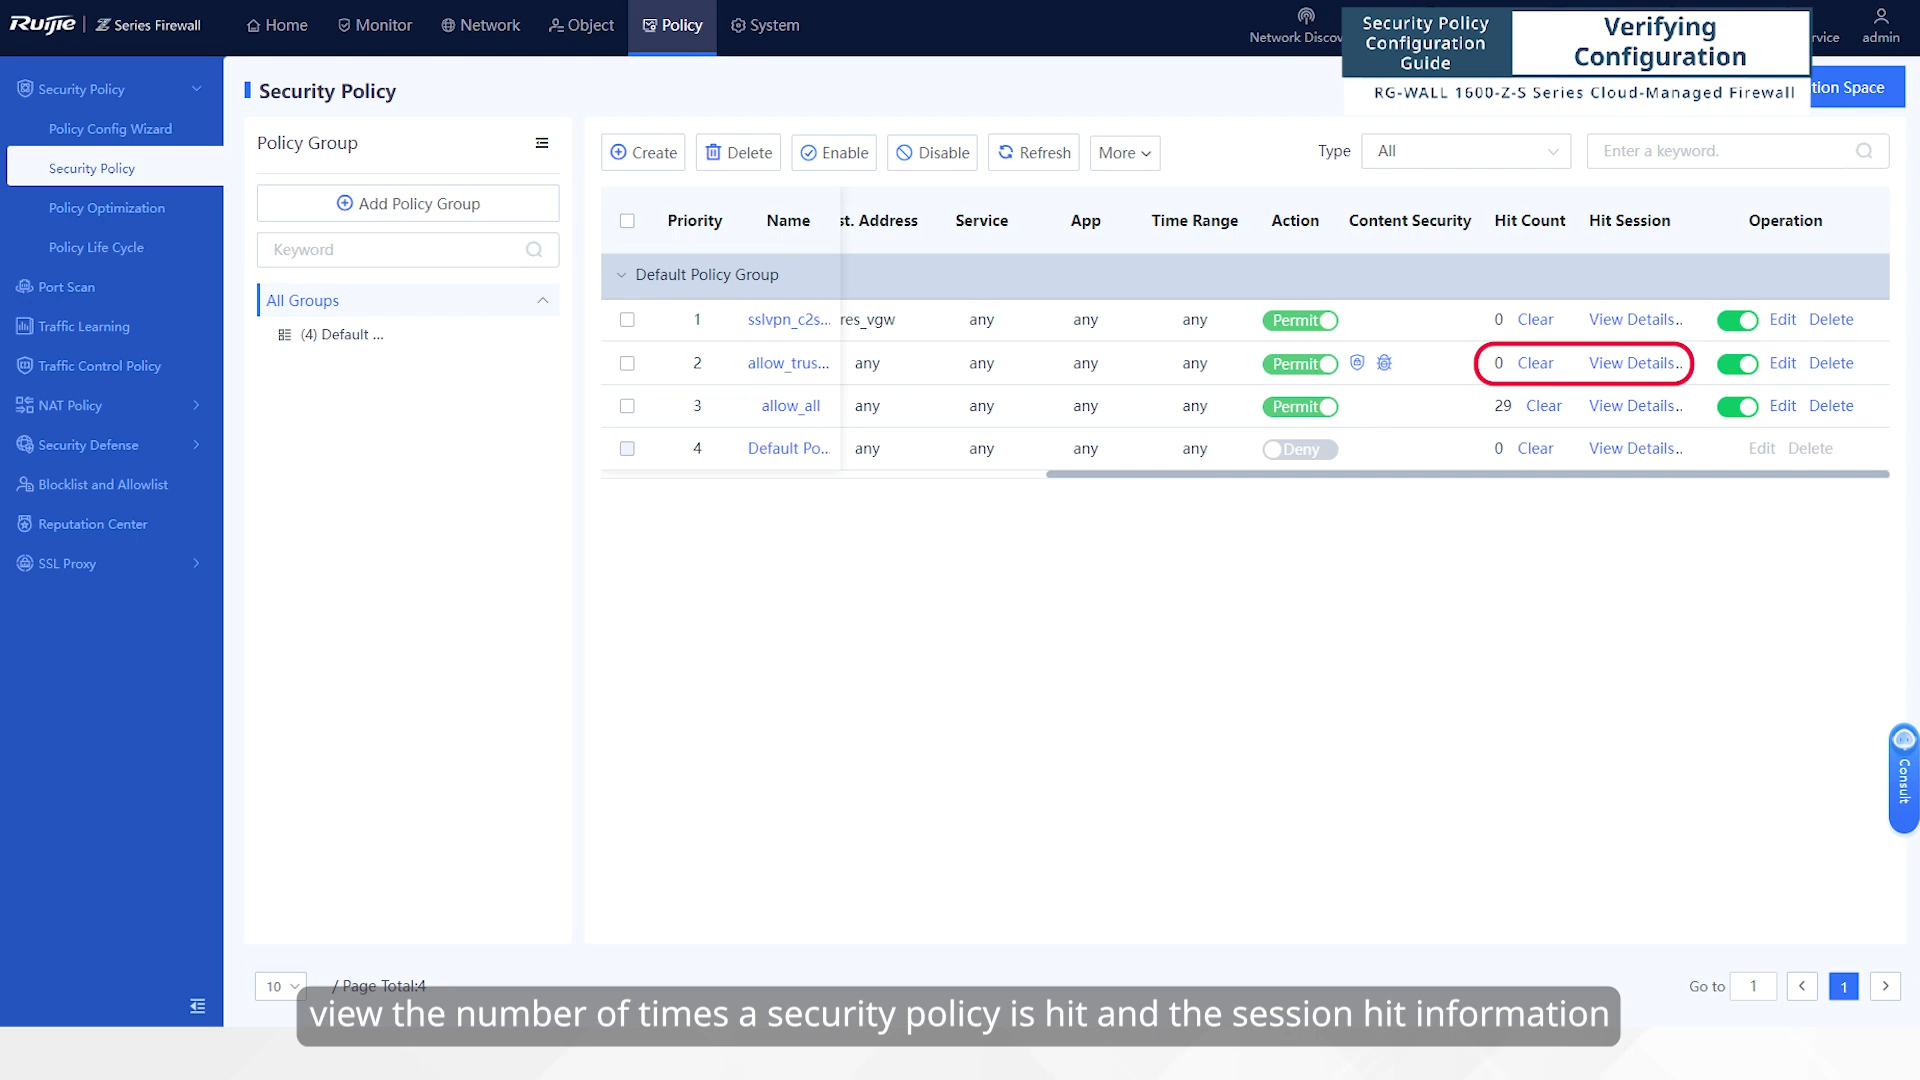 Ruijie | Z Series Firewall
Home
Monitor
Network
Object
Policy
System
Network Discov
rvice
admin
Security Policy
Configuration
Guide
Verifying
Configuration
RG-WALL 1600-Z-S Series Cloud-Managed Firewall
tion Space
Security Policy
Policy Config Wizard
Security Policy
Policy Optimization
Policy Life Cycle
Port Scan
Traffic Learning
Traffic Control Policy
NAT Policy
Security Defense
Blocklist and Allowlist
Reputation Center
SSL Proxy
Security Policy
Policy Group
Add Policy Group
Keyword
All Groups
(4) Default ...
Create Delete Enable Disable Refresh More
Type All Enter a keyword.
Priority Name st. Address Service App Time Range Action Content Security Hit Count Hit Session Operation
Default Policy Group
1 sslvpn_c2s... res_vgw any any any Permit 0 Clear View Details.. Edit Delete
2 allow_trus... any any any any Permit 0 Clear View Details.. Edit Delete
3 allow_all any any any any Permit 29 Clear View Details.. Edit Delete
4 Default Po... any any any any Deny 0 Clear View Details.. Edit Delete
Consult
10 / Page Total:4
Go to 1 < 1 >
view the number of times a security policy is hit and the session hit information